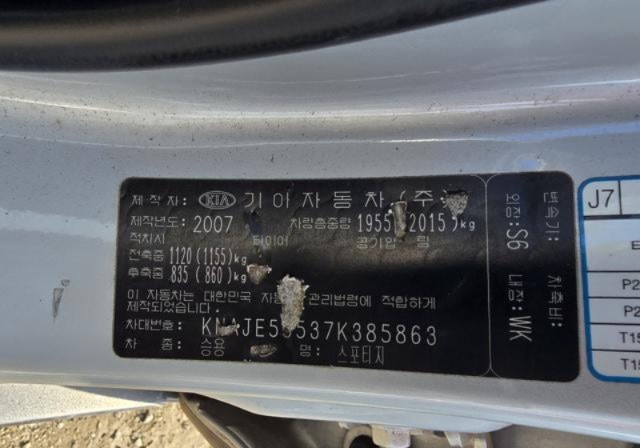 제작자: KIA 기아자동차(주)
제작년도: 2007 차량총중량 1955 2015)kg
적차시 타이어 공기압
전축중 1120(1155)kg
후축중 835(860)kg
이 자동차는 대한민국 관리법령에 적합하게
제작되었습니다.
차대번호: 537K385863
차 종: 승용 명: 스포티지
변속기:
외장: S6
차축비:
내장: WK
J7
E
P2
P2
T15
T15